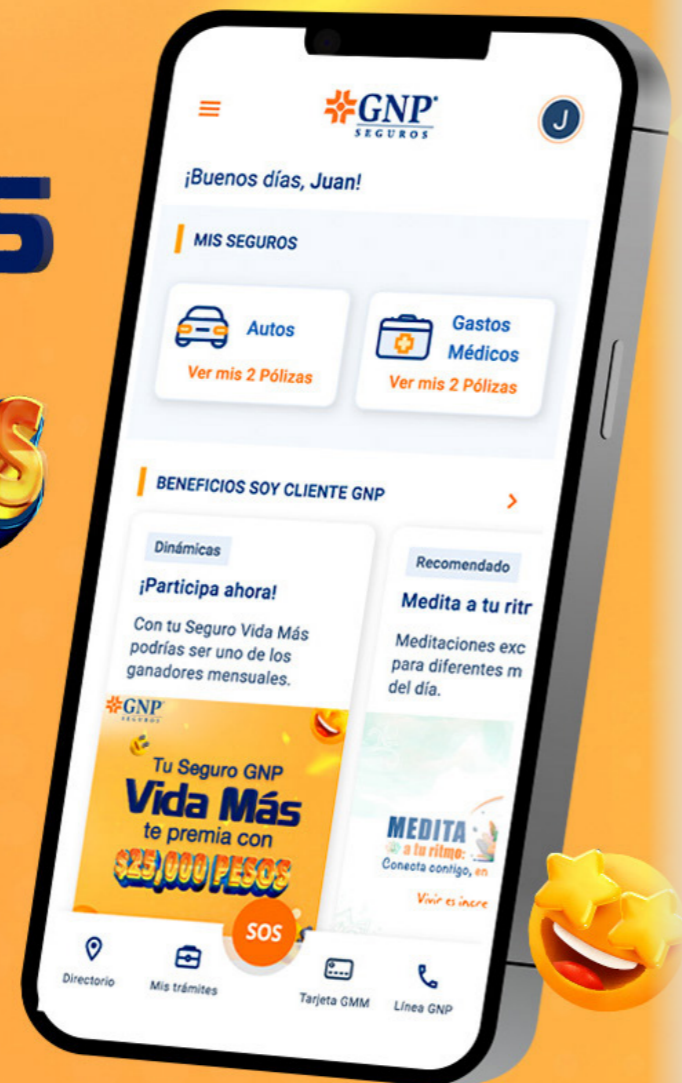 GNP
SEGUROS
J
¡Buenos días, Juan!
MIS SEGUROS
Autos
Ver mis 2 Pólizas
Gastos
Médicos
Ver mis 2 Pólizas
BENEFICIOS SOY CLIENTE GNP
Dinámicas
¡Participa ahora!
Con tu Seguro Vida Más
podrías ser uno de los
ganadores mensuales.
GNP
SEGUROS
Tu Seguro GNP
Vida Más
te premia con
$25,000 PESOS
Recomendado
Medita a tu ritr
Meditaciones exc
para diferentes m
del día.
MEDITA
a tu ritmo:
Conecta contigo, en
Vivir es incre
SOS
Directorio
Mis trámites
Tarjeta GMM
Línea GNP